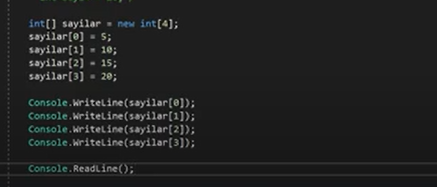 int[] sayilar = new int[4];
sayilar[0] = 5;
sayilar[1] = 10;
sayilar[2] = 15;
sayilar[3] = 20;
Console.WriteLine(sayilar[0]);
Console.WriteLine(sayilar[1]);
Console.WriteLine(sayilar[2]);
Console.WriteLine(sayilar[3]);
Console.ReadLine();